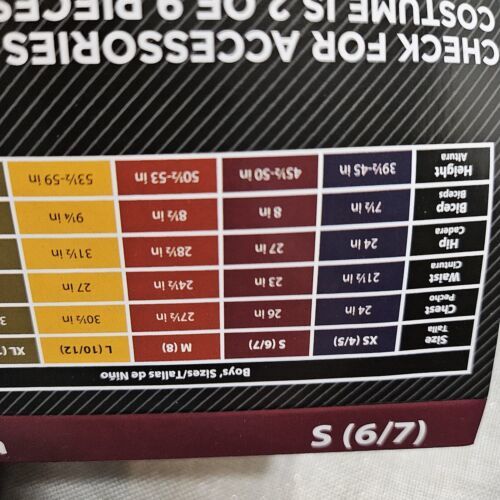 S (6/7)
Boys' Sizes/Tallas de Niño
Size XS (4/5) S (6/7) M (8) L (10/12) XL
Talla
Chest 24 in 26 in 27½ in 30½ in
Pecho
Waist 21½ in 23 in 24½ in 27 in
Cintura
Hip 24 in 27 in 28½ in 31½ in
Cadera
Bicep 7½ in 8 in 8½ in 9¼ in
Biceps
Height 39½-45 in 45½-50 in 50½-53 in 53½-59 in
Altura
CHECK FOR ACCESSORIES
COSTUME IS 2 OF 9 PIECES